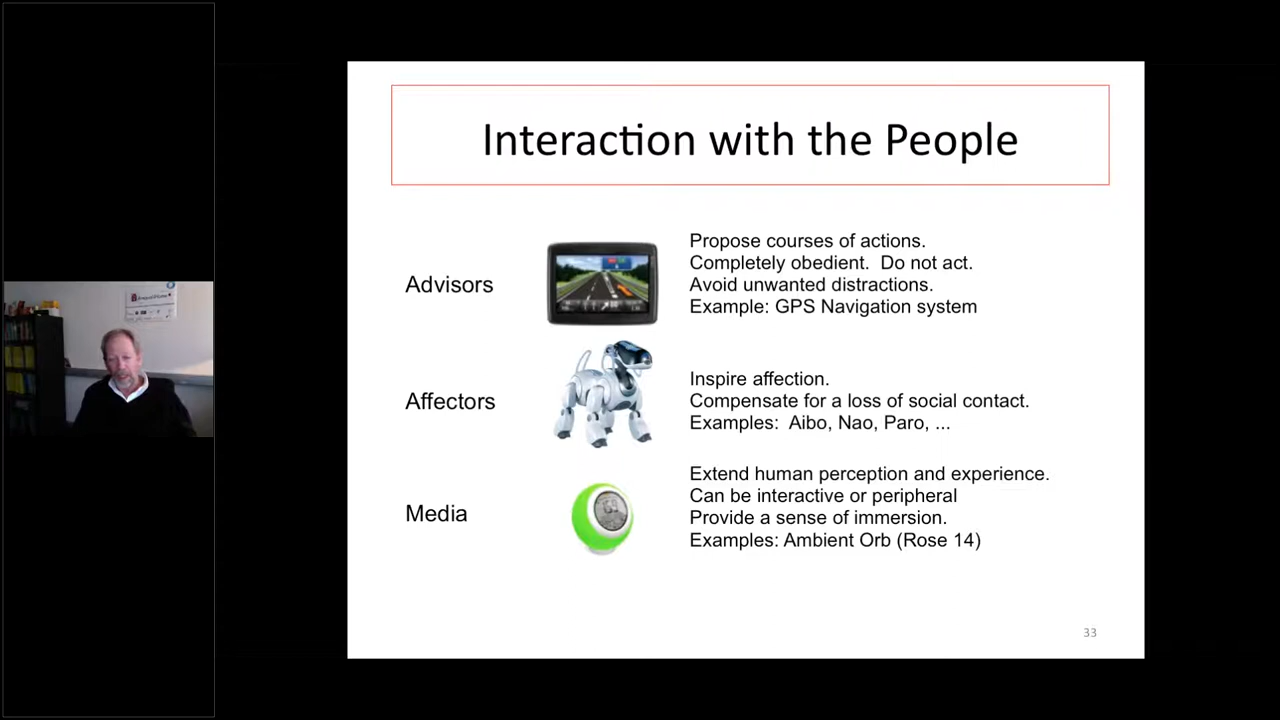 Interaction with the People
Advisors
Propose courses of actions.
Completely obedient. Do not act.
Avoid unwanted distractions.
Example: GPS Navigation system
Affectors
Inspire affection.
Compensate for a loss of social contact.
Examples: Aibo, Nao, Paro, ...
Media
Extend human perception and experience.
Can be interactive or peripheral
Provide a sense of immersion.
Examples: Ambient Orb (Rose 14)
33